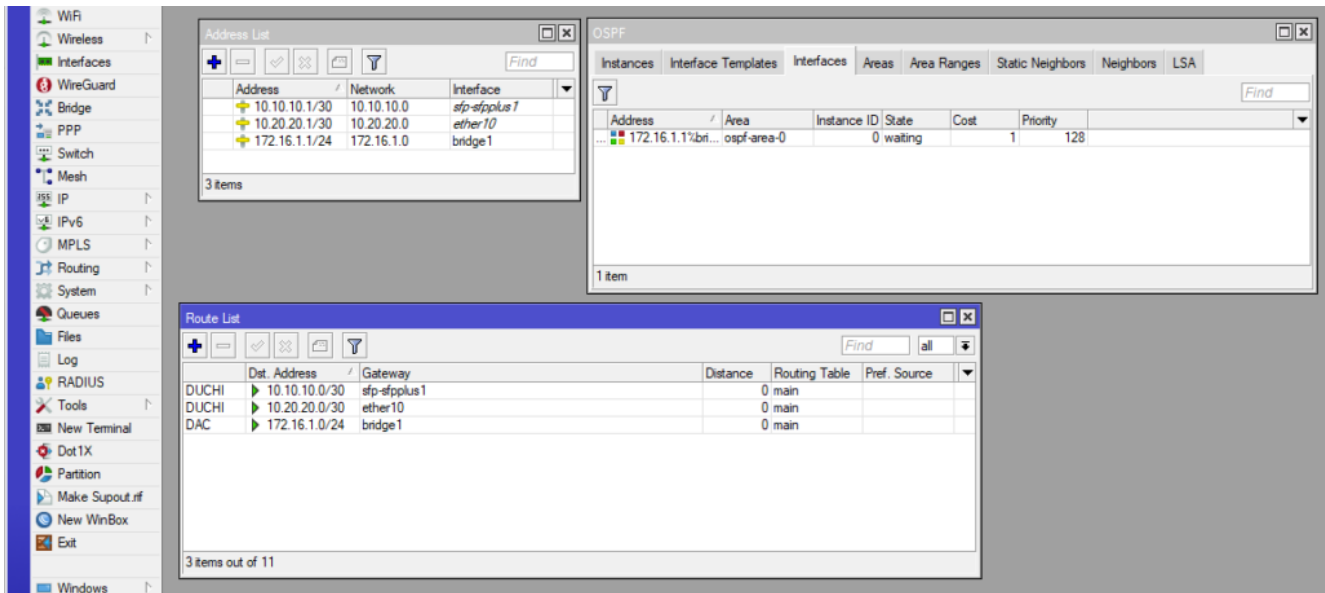 WiFi
Wireless
Interfaces
WireGuard
Bridge
PPP
Switch
Mesh
IP
IPv6
MPLS
Routing
System
Queues
Files
Log
RADIUS
Tools
New Terminal
Dot1X
Partition
Make Supout.rif
New WinBox
Exit
Windows
Address List
Find
Address Network Interface
10.10.10.1/30 10.10.10.0 sfp-sfpplus1
10.20.20.1/30 10.20.20.0 ether10
172.16.1.1/24 172.16.1.0 bridge1
3 items
OSPF
Instances Interface Templates Interfaces Areas Area Ranges Static Neighbors Neighbors LSA
Find
Address Area Instance ID State Cost Priority
... 172.16.1.1%bri... ospf-area-0 0 waiting 1 128
1 item
Route List
Find all
Dst. Address Gateway Distance Routing Table Pref. Source
DUCHI 10.10.10.0/30 sfp-sfpplus1 0 main
DUCHI 10.20.20.0/30 ether10 0 main
DAC 172.16.1.0/24 bridge1 0 main
3 items out of 11